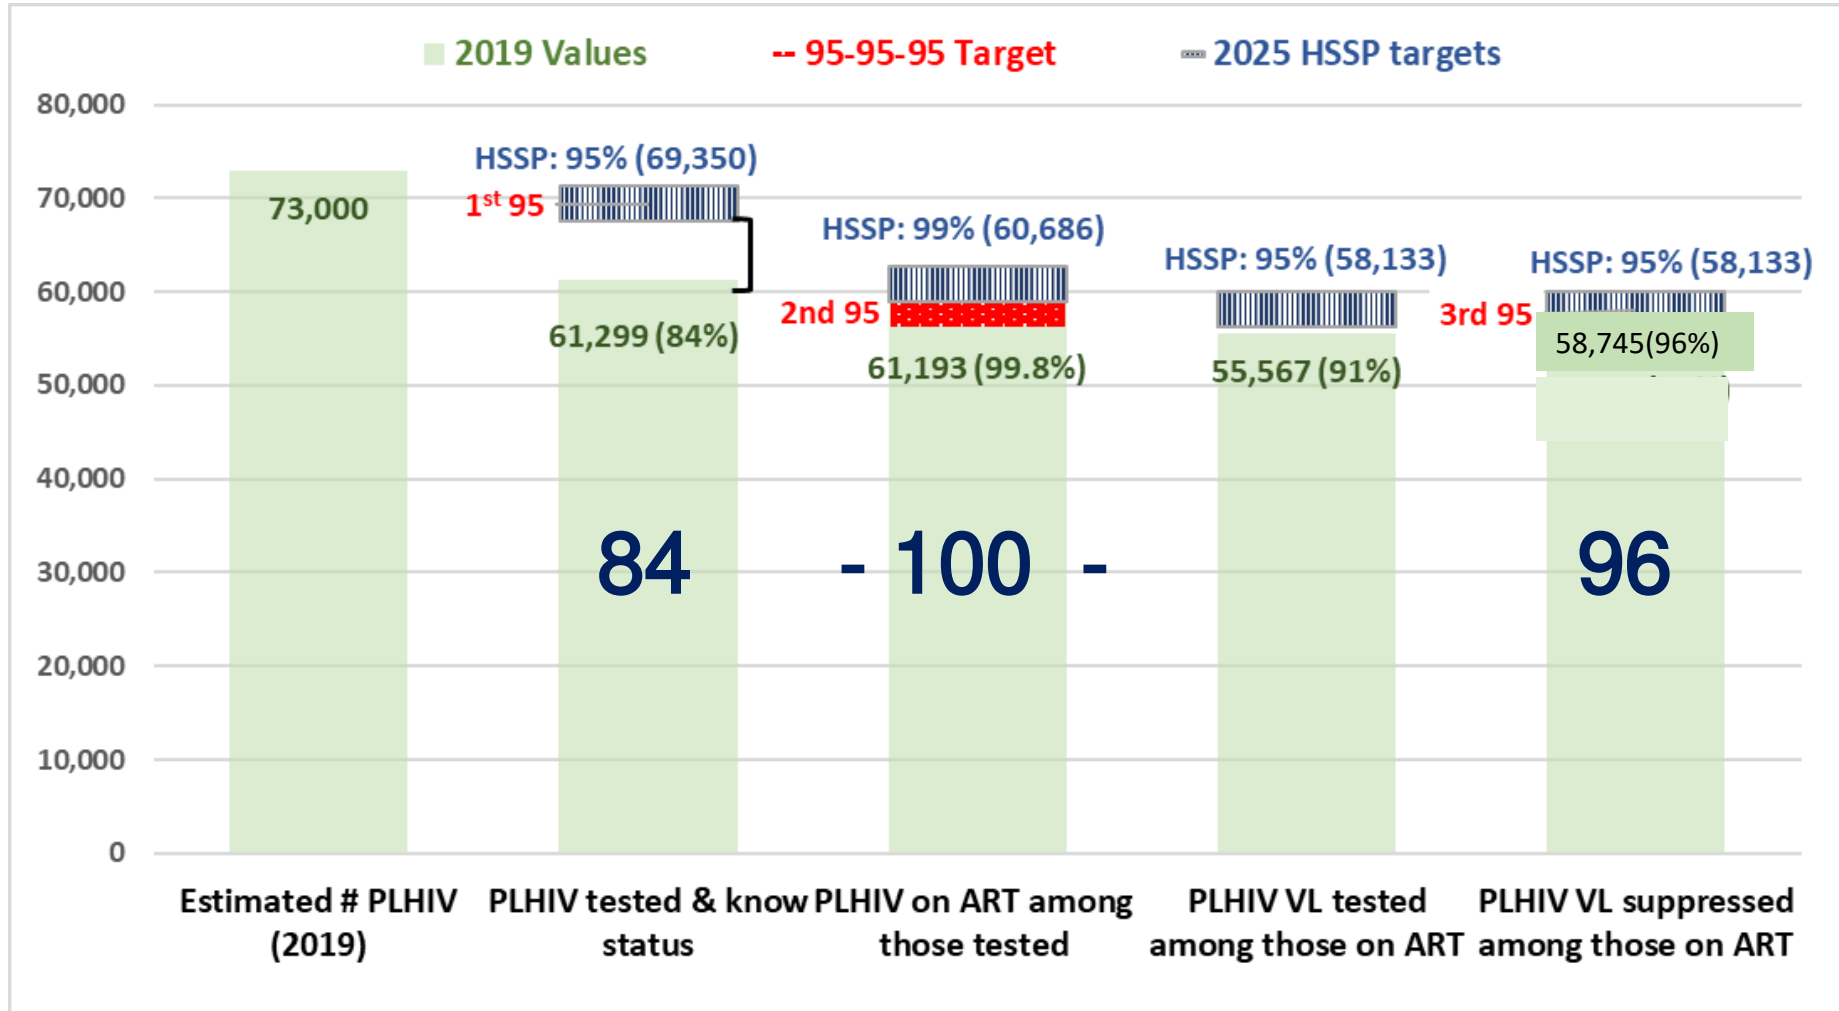 2019 Values -- 95-95-95 Target 2025 HSSP targets
80,000
70,000
60,000
50,000
40,000
30,000
20,000
10,000
0
73,000
HSSP: 95% (69,350)
1st 95
61,299 (84%)
HSSP: 99% (60,686)
2nd 95
61,193 (99.8%)
HSSP: 95% (58,133)
55,567 (91%)
HSSP: 95% (58,133)
3rd 95
58,745(96%)
84 - 100 - 96
Estimated # PLHIV
(2019)
PLHIV tested & know
status
PLHIV on ART among
those tested
PLHIV VL tested
among those on ART
PLHIV VL suppressed
among those on ART